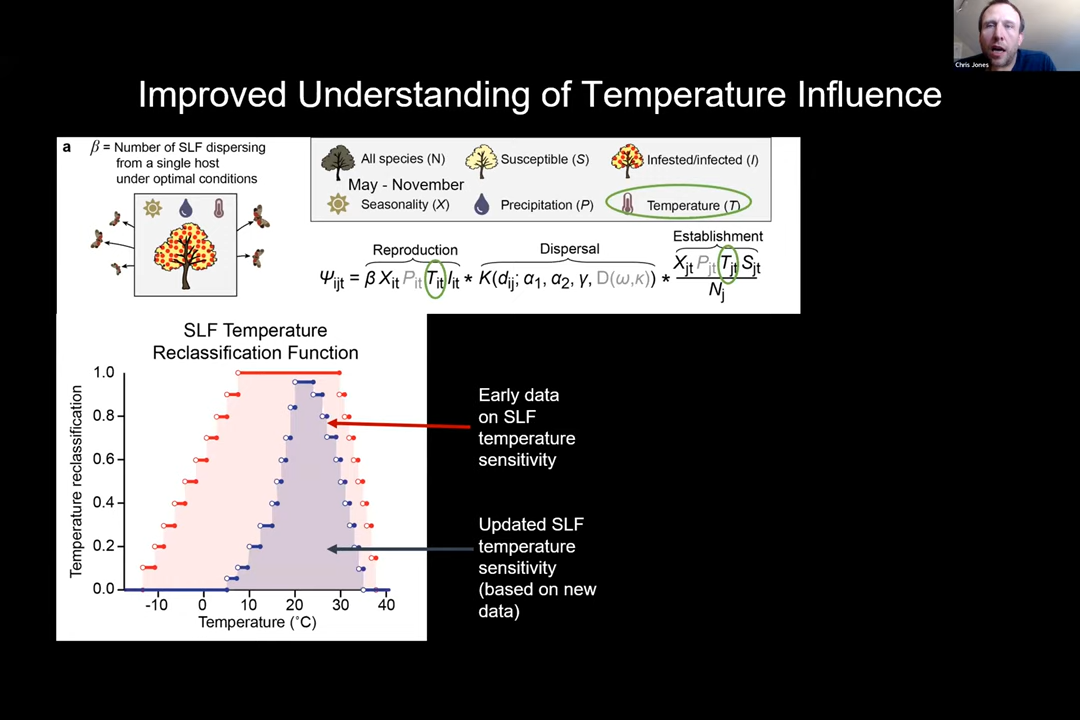 Chris Jones
Improved Understanding of Temperature Influence
a
β = Number of SLF dispersing
from a single host
under optimal conditions
All species (N)
Susceptible (S)
Infested/infected (I)
May - November
Seasonality (X)
Precipitation (P)
Temperature (T)
Reproduction
Dispersal
Establishment
Ψijt = β Xit Pit Tit Iit * K(dij; α1, α2, γ, D(ω,κ)) * Xjt Pjt Tjt Sjt
Nj
SLF Temperature
Reclassification Function
Temperature reclassification
1.0
0.8
0.6
0.4
0.2
0.0
-10 0 10 20 30 40
Temperature (˚C)
Early data
on SLF
temperature
sensitivity
Updated SLF
temperature
sensitivity
(based on new
data)